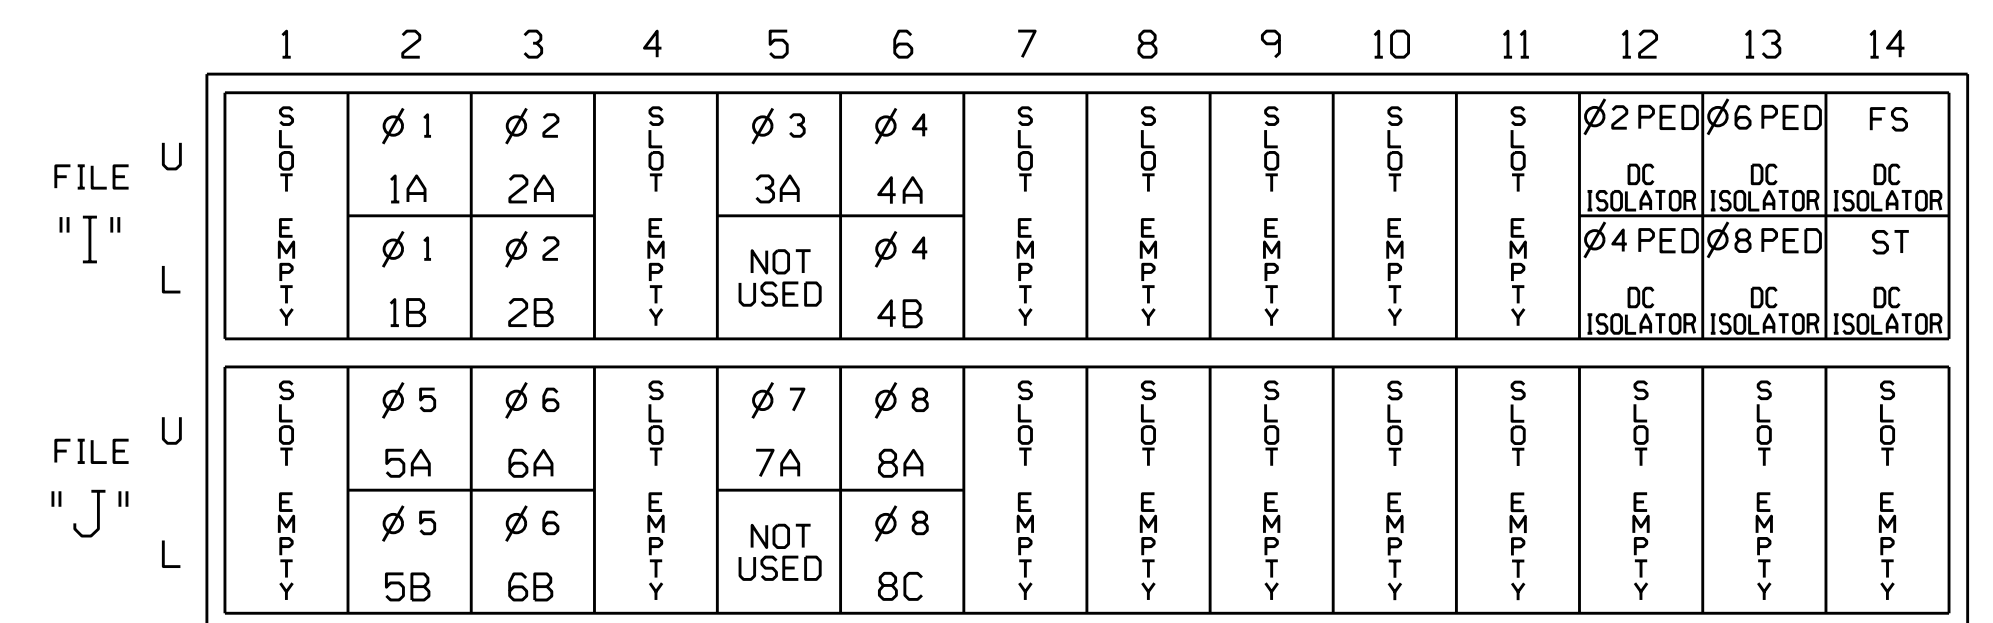 1 2 3 4 5 6 7 8 9 10 11 12 13 14
FILE "I"
U
SLOT EMPTY
Ø 1
1A
Ø 2
2A
SLOT EMPTY
Ø 3
3A
Ø 4
4A
SLOT EMPTY
SLOT EMPTY
SLOT EMPTY
SLOT EMPTY
SLOT EMPTY
Ø2 PED
DC
ISOLATOR
Ø6 PED
DC
ISOLATOR
FS
DC
ISOLATOR
L
Ø 1
1B
Ø 2
2B
NOT
USED
Ø 4
4B
Ø4 PED
DC
ISOLATOR
Ø8 PED
DC
ISOLATOR
ST
DC
ISOLATOR
FILE "J"
U
SLOT EMPTY
Ø 5
5A
Ø 6
6A
SLOT EMPTY
Ø 7
7A
Ø 8
8A
SLOT EMPTY
SLOT EMPTY
SLOT EMPTY
SLOT EMPTY
SLOT EMPTY
SLOT EMPTY
SLOT EMPTY
SLOT EMPTY
L
Ø 5
5B
Ø 6
6B
NOT
USED
Ø 8
8C